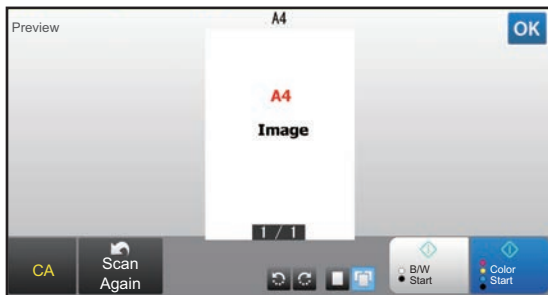 A4
Preview
OK
A4
Image
1 / 1
CA
Scan
Again
B/W
Start
Color
Start